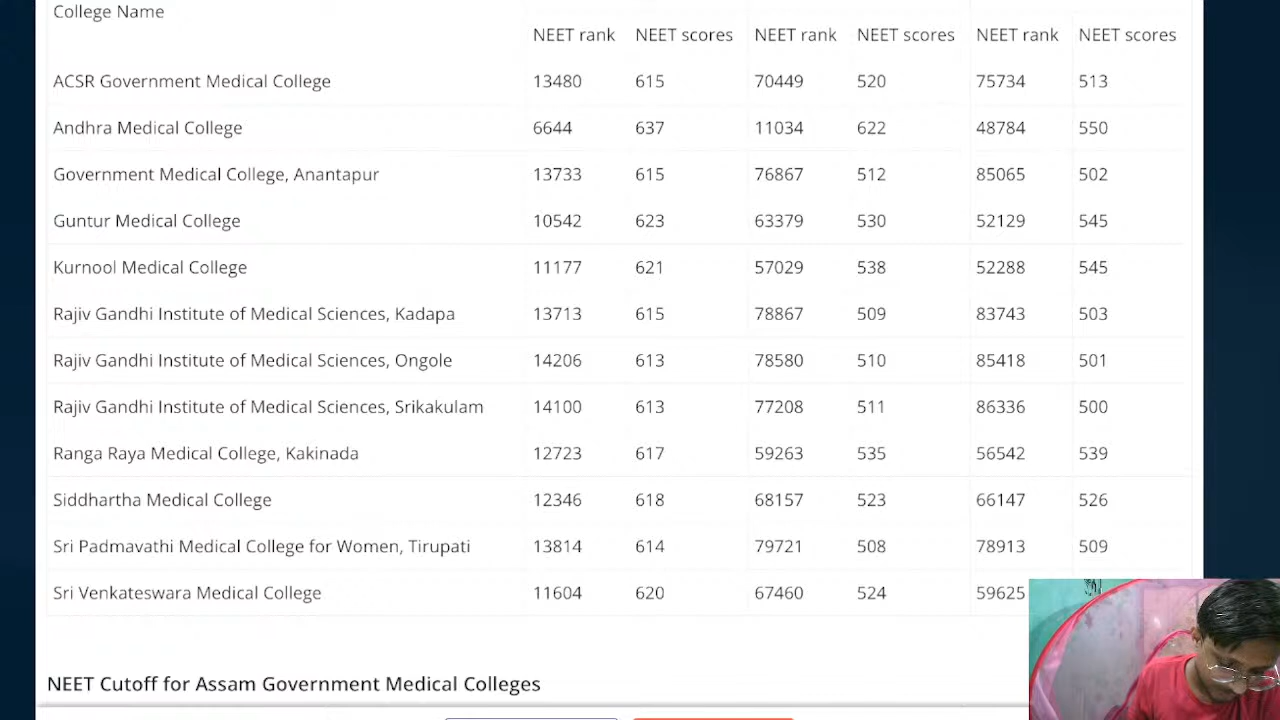 College Name
NEET rank NEET scores NEET rank NEET scores NEET rank NEET scores
ACSR Government Medical College 13480 615 70449 520 75734 513
Andhra Medical College 6644 637 11034 622 48784 550
Government Medical College, Anantapur 13733 615 76867 512 85065 502
Guntur Medical College 10542 623 63379 530 52129 545
Kurnool Medical College 11177 621 57029 538 52288 545
Rajiv Gandhi Institute of Medical Sciences, Kadapa 13713 615 78867 509 83743 503
Rajiv Gandhi Institute of Medical Sciences, Ongole 14206 613 78580 510 85418 501
Rajiv Gandhi Institute of Medical Sciences, Srikakulam 14100 613 77208 511 86336 500
Ranga Raya Medical College, Kakinada 12723 617 59263 535 56542 539
Siddhartha Medical College 12346 618 68157 523 66147 526
Sri Padmavathi Medical College for Women, Tirupati 13814 614 79721 508 78913 509
Sri Venkateswara Medical College 11604 620 67460 524 59625
NEET Cutoff for Assam Government Medical Colleges